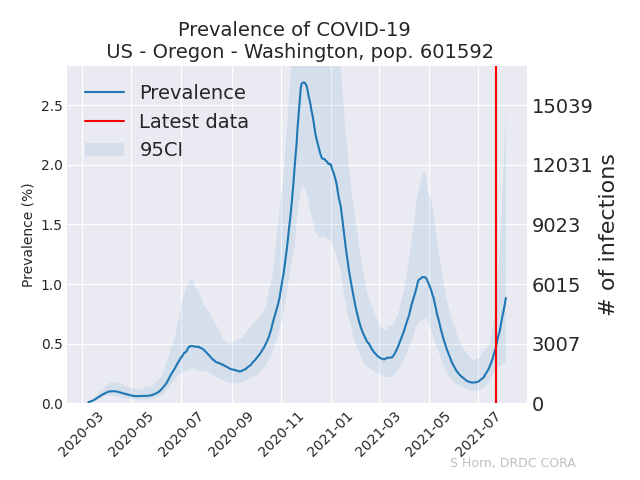 Prevalence of COVID-19
US - Oregon - Washington, pop. 601592
Prevalence
Latest data
95CI
Prevalence (%)
2.5
2.0
1.5
1.0
0.5
0.0
15039
12031
9023
6015
3007
0
# of infections
2020-03
2020-05
2020-07
2020-09
2020-11
2021-01
2021-03
2021-05
2021-07
S Horn, DRDC CORA